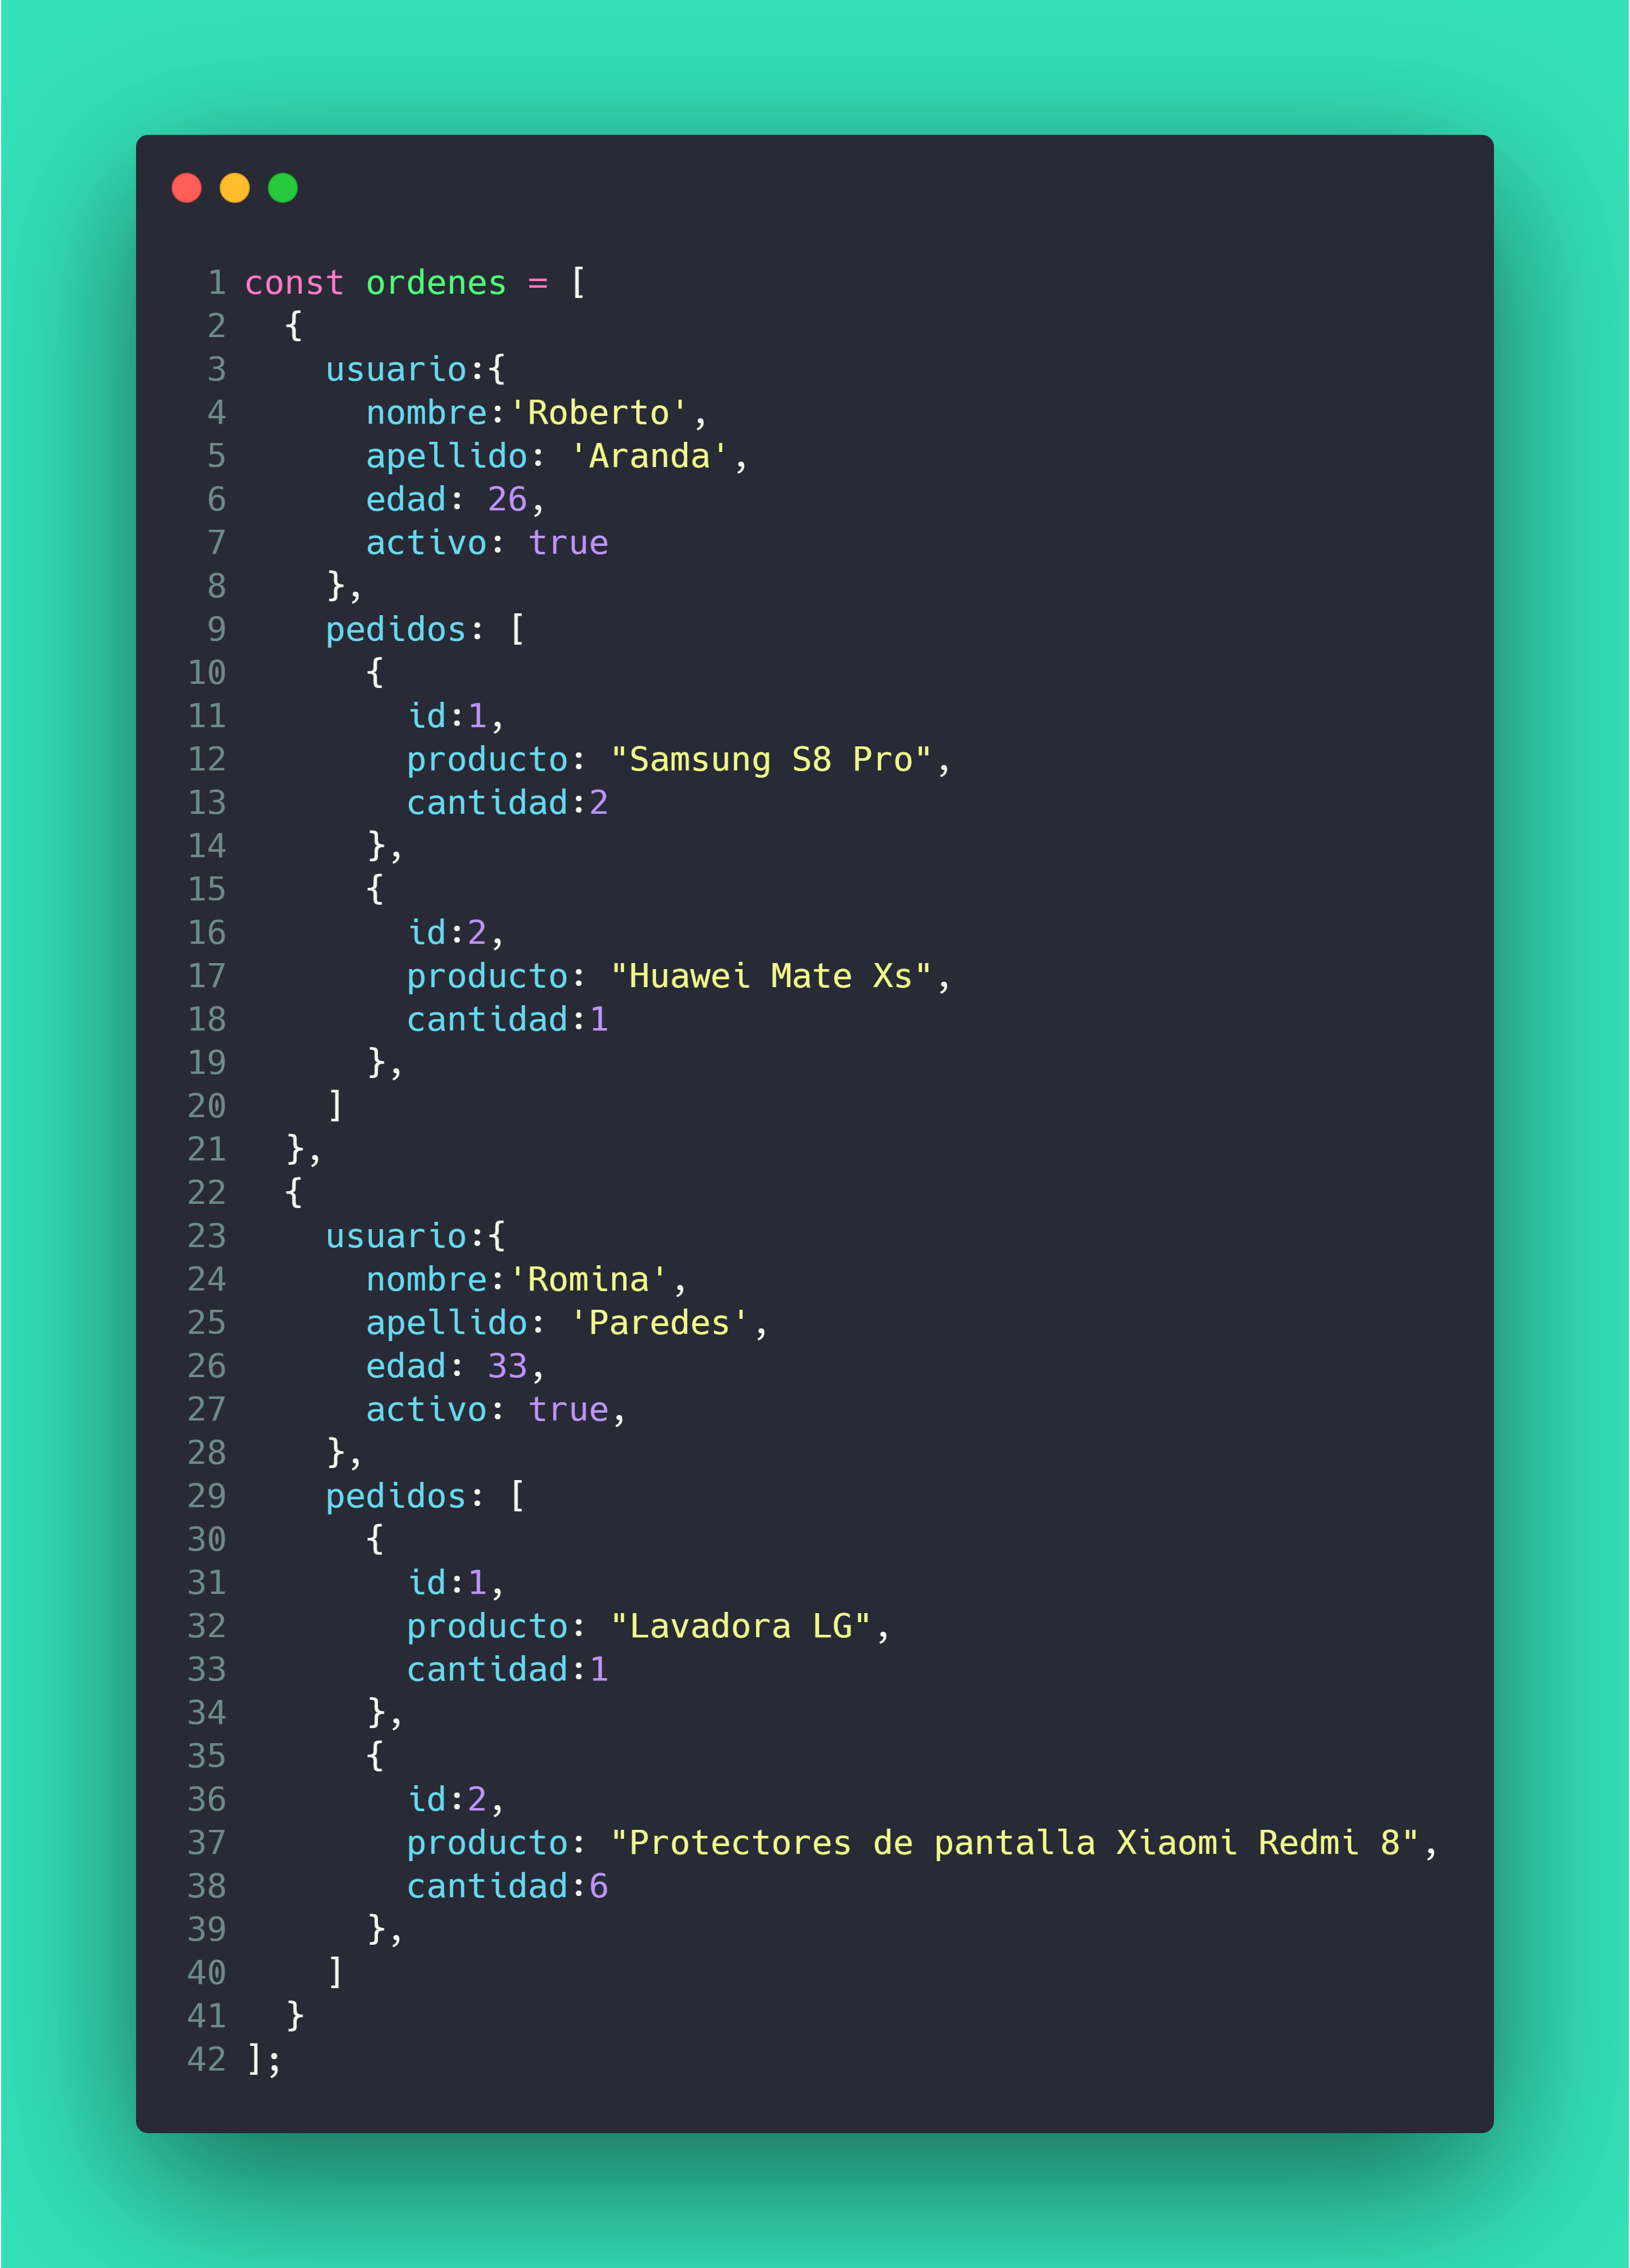 1 const ordenes = [
2   {
3     usuario:{
4       nombre:'Roberto',
5       apellido: 'Aranda',
6       edad: 26,
7       activo: true
8     },
9     pedidos: [
10       {
11         id:1,
12         producto: "Samsung S8 Pro",
13         cantidad:2
14       },
15       {
16         id:2,
17         producto: "Huawei Mate Xs",
18         cantidad:1
19       },
20     ]
21   },
22   {
23     usuario:{
24       nombre:'Romina',
25       apellido: 'Paredes',
26       edad: 33,
27       activo: true,
28     },
29     pedidos: [
30       {
31         id:1,
32         producto: "Lavadora LG",
33         cantidad:1
34       },
35       {
36         id:2,
37         producto: "Protectores de pantalla Xiaomi Redmi 8",
38         cantidad:6
39       },
40     ]
41   }
42 ];